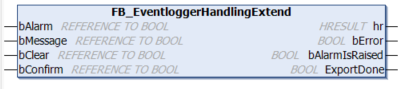 FB_EventloggerHandlingExtend
bAlarm REFERENCE TO BOOL HRESULT hr
bMessage REFERENCE TO BOOL BOOL bError
bClear REFERENCE TO BOOL BOOL bAlarmIsRaised
bConfirm REFERENCE TO BOOL BOOL ExportDone